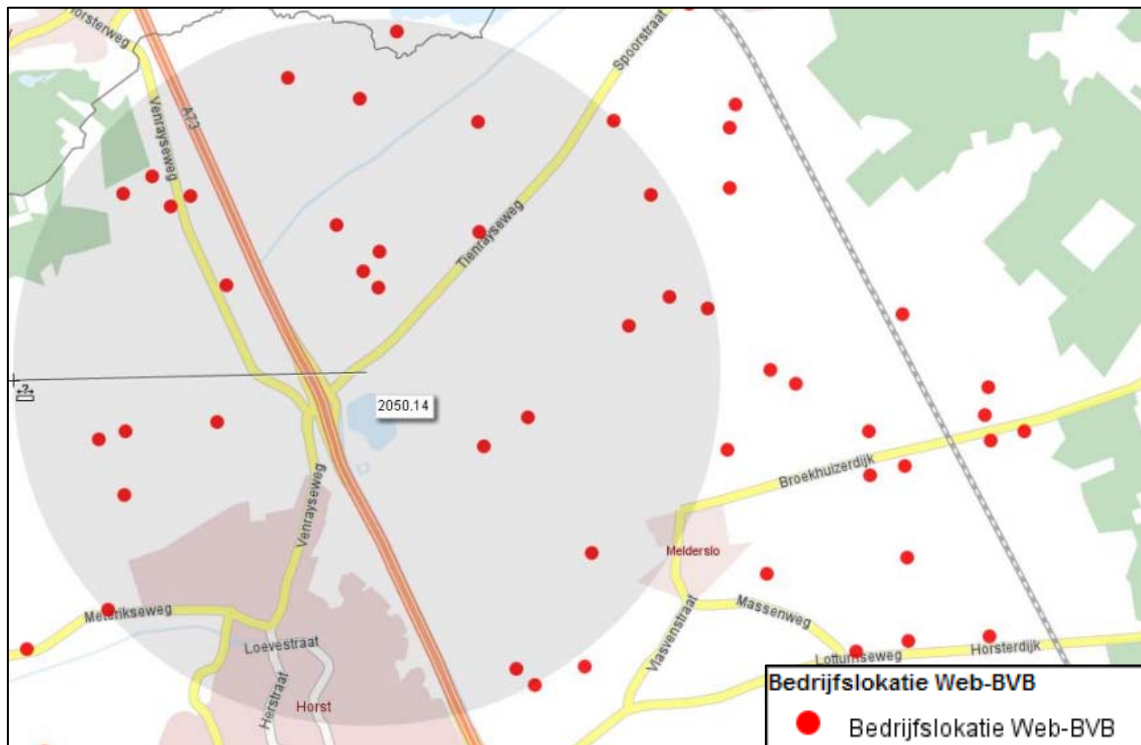 Horsterweg
Venrayseweg
A73
Spoorstraat
Tienrayseweg
2050.14
Broekhuizerdijk
Venrayseweg
Melderslo
Meterikseweg
Massenweg
Loevestraat
Vlasvenstraat
Lottumseweg
Horsterdijk
Herstraat
Horst
Bedrijfslokatie Web-BVB
Bedrijfslokatie Web-BVB